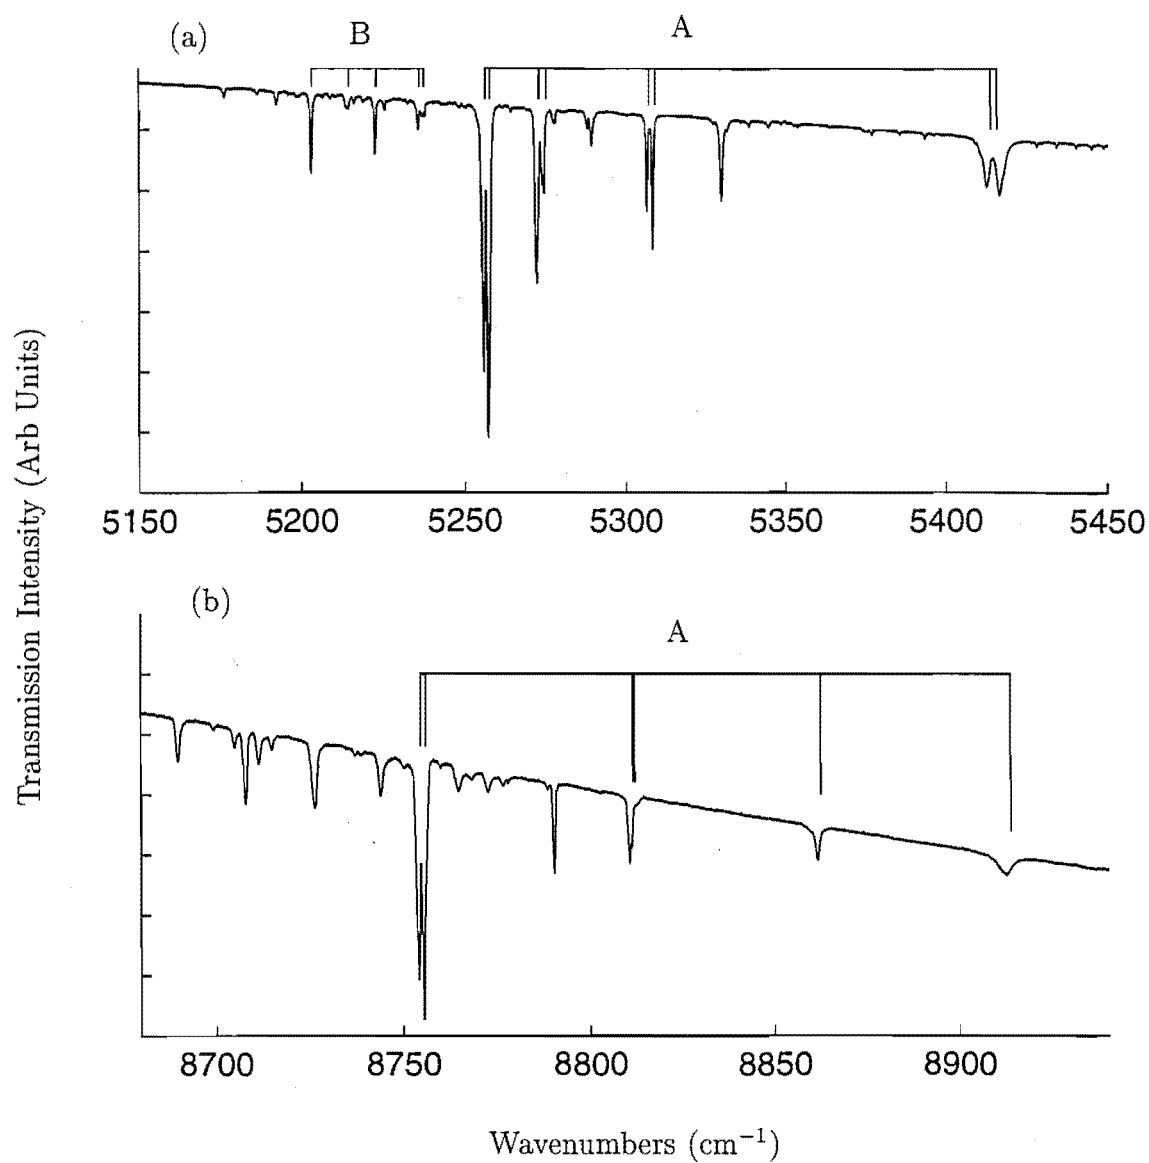 (a)
B
A
5150 5200 5250 5300 5350 5400 5450
(b)
A
8700 8750 8800 8850 8900
Transmission Intensity (Arb Units)
Wavenumbers (cm⁻¹)